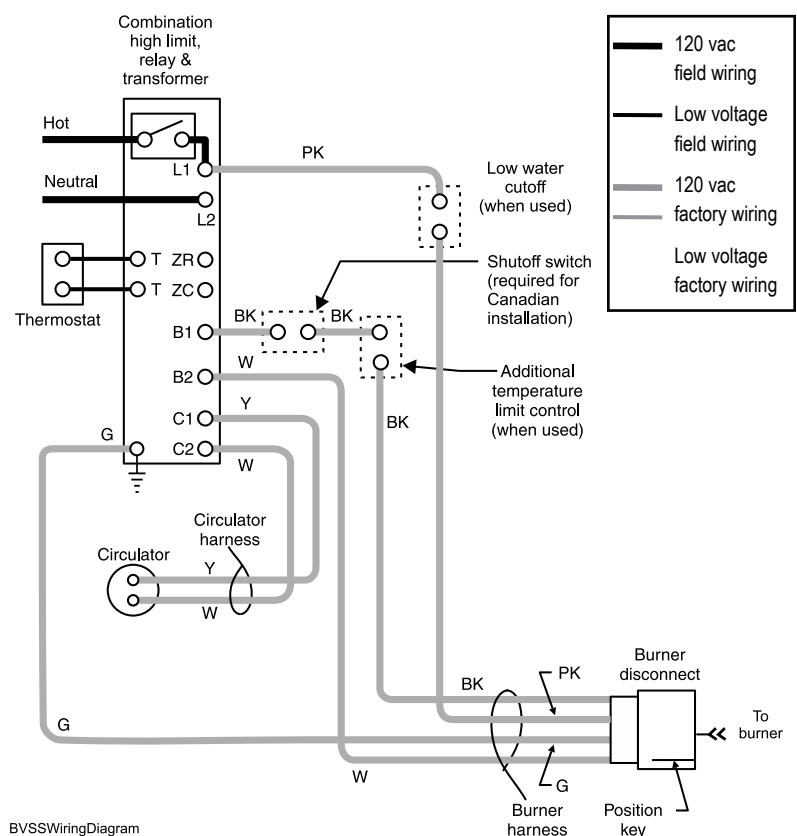 Combination
high limit,
relay &
transformer
120 vac
field wiring
Low voltage
field wiring
120 vac
factory wiring
Low voltage
factory wiring
Hot
L1
PK
Low water
cutoff
(when used)
Neutral
L2
T ZR
T ZC
Thermostat
Shutoff switch
(required for
Canadian
installation)
B1
BK
BK
B2
W
Additional
temperature
limit control
(when used)
C1
Y
BK
G
C2
W
Circulator
harness
Circulator
Y
W
Burner
disconnect
BK
PK
To
burner
G
W
G
Burner
harness
Position
key
BVSSWiringDiagram